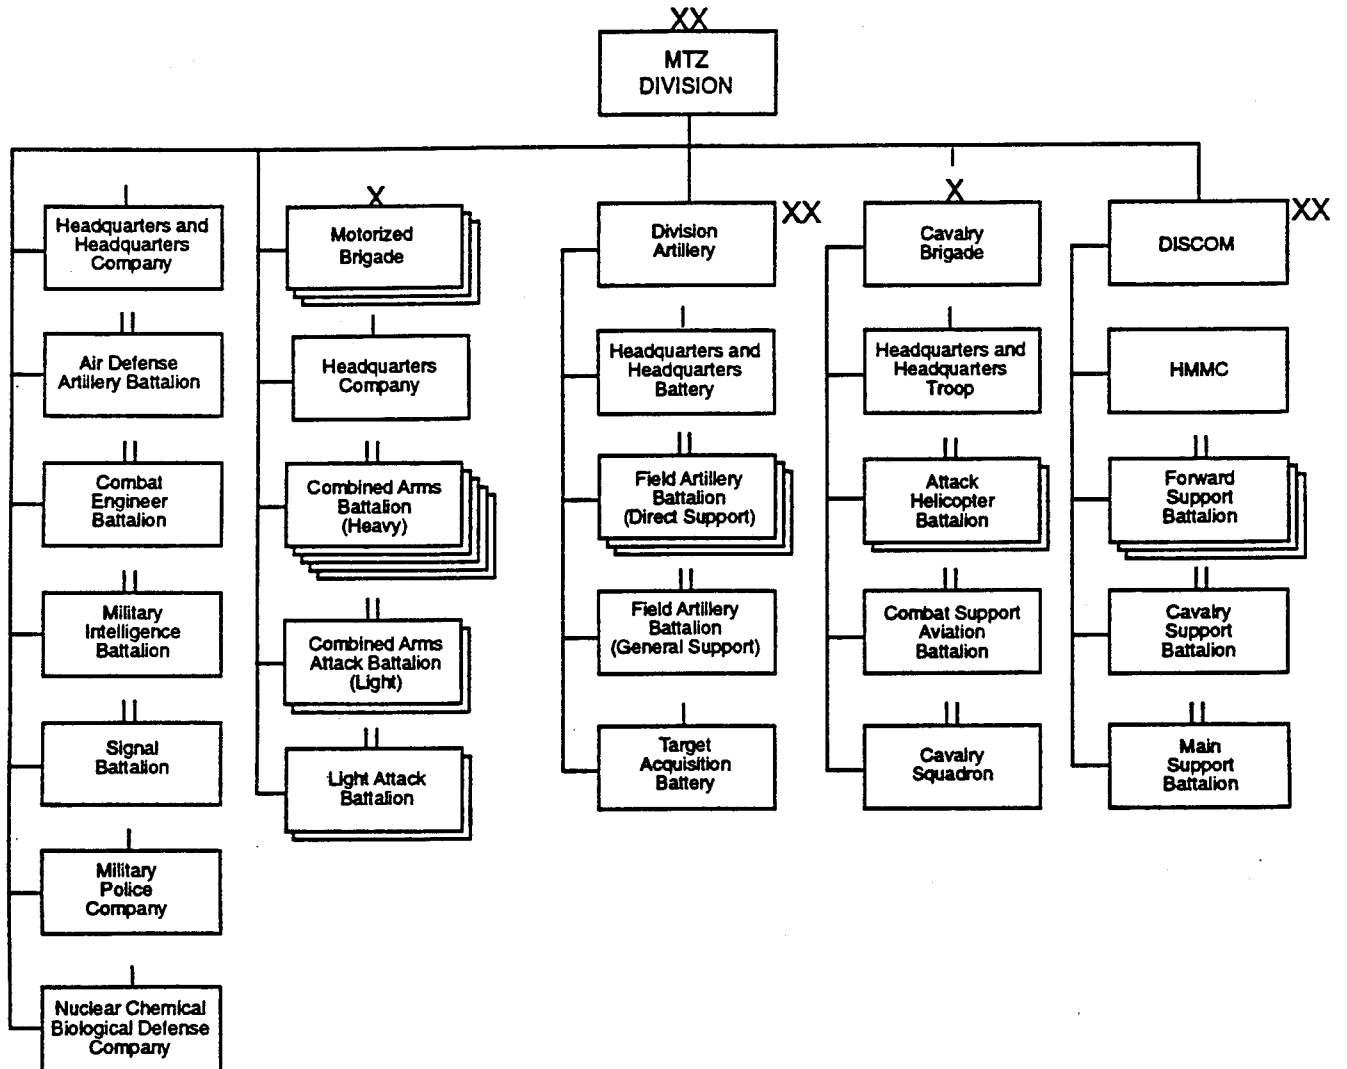 XX
MTZ
DIVISION
Headquarters and
Headquarters
Company
Air Defense
Artillery Battalion
Combat
Engineer
Battalion
Military
Intelligence
Battalion
Signal
Battalion
Military
Police
Company
Nuclear Chemical
Biological Defense
Company
X
Motorized
Brigade
Headquarters
Company
Combined Arms
Battalion
(Heavy)
Combined Arms
Attack Battalion
(Light)
Light Attack
Battalion
XX
Division
Artillery
Headquarters and
Headquarters
Battery
Field Artillery
Battalion
(Direct Support)
Field Artillery
Battalion
(General Support)
Target
Acquisition
Battery
X
Cavalry
Brigade
Headquarters and
Headquarters
Troop
Attack
Helicopter
Battalion
Combat Support
Aviation
Battalion
Cavalry
Squadron
XX
DISCOM
HMMC
Forward
Support
Battalion
Cavalry
Support
Battalion
Main
Support
Battalion